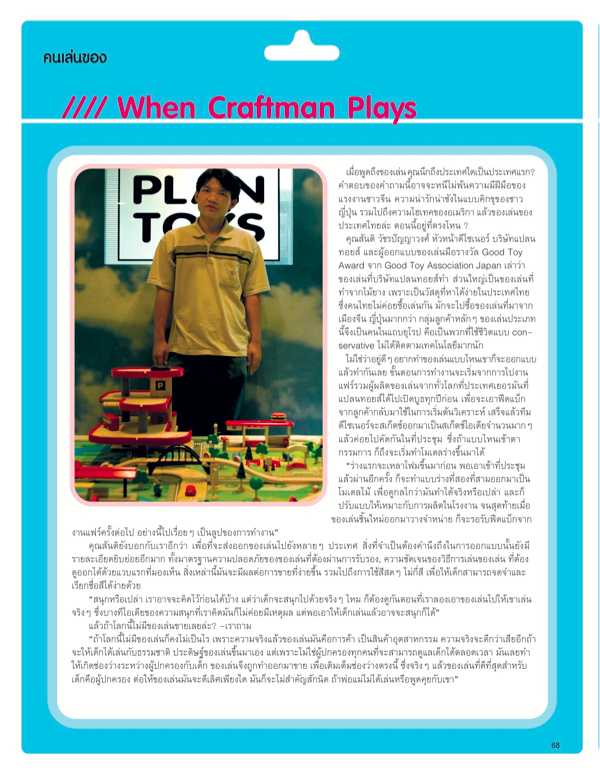 คนเล่นของ
//// When Craftman Plays
PLAN
TOYS
P
เมื่อพูดถึงของเล่น คุณนึกถึงประเทศใดเป็นประเทศแรก?
คำตอบของคำถามนี้อาจจะหนีไม่พ้นความมีฝีมือของ
แรงงานชาวจีน ความน่ารักน่าชังในแบบคิกขุของชาว
ญี่ปุ่น รวมไปถึงความไฮเทคของอเมริกา แล้วของเล่นของ
ประเทศไทยล่ะ ตอนนี้อยู่ที่ตรงไหน ?
คุณสันติ วัชรปัญญาวงศ์ หัวหน้าดีไซเนอร์ บริษัทแปลน
ทอยส์ และผู้ออกแบบของเล่นมือรางวัล Good Toy
Award จาก Good Toy Association Japan เล่าว่า
ของเล่นที่บริษัทแปลนทอยส์ทำ ส่วนใหญ่เป็นของเล่นที่
ทำจากไม้ยาง เพราะเป็นวัสดุที่หาได้ง่ายในประเทศไทย
ซึ่งคนไทยไม่ค่อยซื้อเล่นกัน มักจะไปซื้อของเล่นที่มาจาก
เมืองจีน ญี่ปุ่นมากกว่า กลุ่มลูกค้าหลักๆ ของเล่นประเภท
นี้จึงเป็นคนในแถบยุโรป คือเป็นพวกที่ใช้ชีวิตแบบ con-
servative ไม่ได้ติดตามเทคโนโลยีมากนัก
ไม่ใช่ว่าอยู่ดีๆ อยากทำของเล่นแบบไหนเขาก็จะออกแบบ
แล้วทำกันเลย ขั้นตอนการทำงานจะเริ่มจากการไปงาน
แฟร์รวมผู้ผลิตของเล่นจากทั่วโลกที่ประเทศเยอรมันที่
แปลนทอยส์ได้ไปเปิดบูธทุกปีก่อน เพื่อจะเอาฟีดแบ็ก
จากลูกค้ากลับมาใช้ในการเริ่มต้นวิเคราะห์ เสร็จแล้วทีม
ดีไซเนอร์จะสเก็ตช์ออกมาเป็นสเก็ตช์ไอเดียจำนวนมากๆ
แล้วค่อยไปคัดกันในที่ประชุม ซึ่งถ้าแบบไหนเข้าตา
กรรมการ ก็ถึงจะเริ่มทำโมเดลร่างขึ้นมาได้
"ร่างแรกจะเหลาโฟมขึ้นมาก่อน พอเอาเข้าที่ประชุม
แล้วผ่านอีกครั้ง ก็จะทำแบบร่างที่สองที่สามออกมาเป็น
โมเดลไม้ เพื่อดูกลไกว่ามันทำได้จริงหรือเปล่า และก็
ปรับแบบให้เหมาะกับการผลิตในโรงงาน จนสุดท้ายเมื่อ
ของเล่นชิ้นใหม่ออกมาวางจำหน่าย ก็จะรอรับฟีดแบ็กจาก
งานแฟร์ครั้งต่อไป อย่างนี้ไปเรื่อยๆ เป็นลูปของการทำงาน"
คุณสันติยังบอกกับเราอีกว่า เพื่อที่จะส่งออกของเล่นไปยังหลายๆ ประเทศ สิ่งที่จำเป็นต้องคำนึงถึงในการออกแบบนั้นยังมี
รายละเอียดยิบย่อยอีกมาก ทั้งมาตรฐานความปลอดภัยของของเล่นที่ต้องผ่านการรับรอง, ความชัดเจนของวิธีการเล่นของเล่น ที่ต้อง
ดูออกได้ด้วยแวบแรกที่มองเห็น สิ่งเหล่านี้มันจะมีผลต่อการขายที่ง่ายขึ้น รวมไปถึงการใช้สีสดๆ ไม่กี่สี เพื่อให้เด็กสามารถจดจำและ
เรียกชื่อสีได้ง่ายด้วย
"สนุกหรือเปล่า เราอาจจะคิดไว้ก่อนได้บ้าง แต่ว่าเด็กจะสนุกไปด้วยจริงๆ ไหม ก็ต้องดูกันตอนที่เราลองเอาของเล่นไปให้เขาเล่น
จริงๆ ซึ่งบางทีไอเดียของความสนุกที่เราคิดมันก็ไม่ค่อยมีเหตุผล แต่พอเอาให้เด็กเล่นแล้วอาจจะสนุกก็ได้"
แล้วถ้าโลกนี้ไม่มีของเล่นขายเลยล่ะ? -เราถาม
"ถ้าโลกนี้ไม่มีของเล่นก็คงไม่เป็นไร เพราะความจริงแล้วของเล่นมันคือการค้า เป็นสินค้าอุตสาหกรรม ความจริงจะดีกว่าเสียอีกถ้า
จะให้เด็กได้เล่นกับธรรมชาติ ประดิษฐ์ของเล่นขึ้นมาเอง แต่เพราะไม่ใช่ผู้ปกครองทุกคนที่จะสามารถดูแลเด็กได้ตลอดเวลา มันเลยทำ
ให้เกิดช่องว่างระหว่างผู้ปกครองกับเด็ก ของเล่นจึงถูกทำออกมาขาย เพื่อเติมเต็มช่องว่างตรงนี้ ซึ่งจริงๆ แล้วของเล่นที่ดีที่สุดสำหรับ
เด็กคือผู้ปกครอง ต่อให้ของเล่นมันจะดีเลิศเพียงใด มันก็จะไม่สำคัญสักนิด ถ้าพ่อแม่ไม่ได้เล่นหรือพูดคุยกับเขา"
68